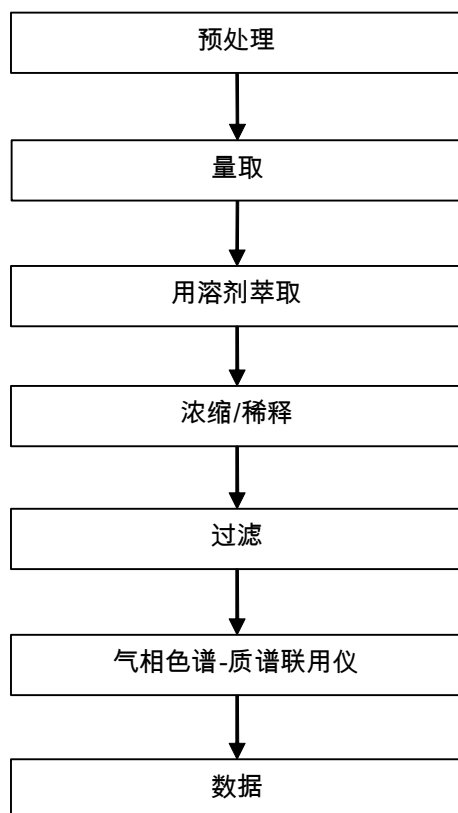 预处理
量取
用溶剂萃取
浓缩/稀释
过滤
气相色谱-质谱联用仪
数据